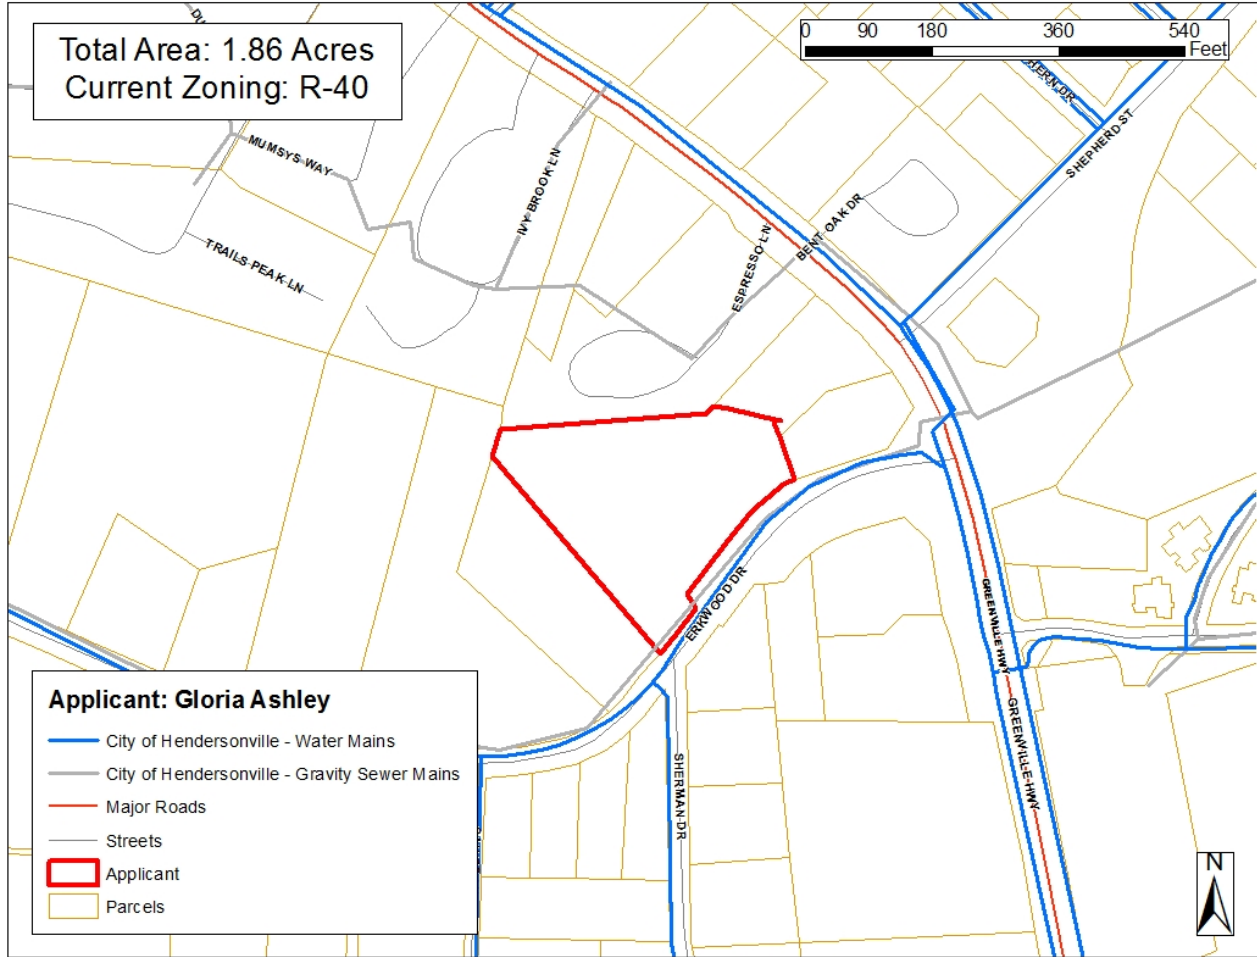 Total Area: 1.86 Acres
Current Zoning: R-40
0 90 180 360 540
Feet
MUMSYS WAY
TRAILS PEAK LN
IVY BROOK LN
ESPRESSO LN
BENT OAK DR
SHEPHERD ST
ERKWOOD DR
SHERMAN DR
GREENVILLE HWY
GREENVILLE HWY
Applicant: Gloria Ashley
City of Hendersonville - Water Mains
City of Hendersonville - Gravity Sewer Mains
Major Roads
Streets
Applicant
Parcels
N